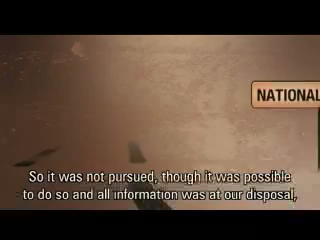 NATIONAL
So it was not pursued, though it was possible
to do so and all information was at our disposal,